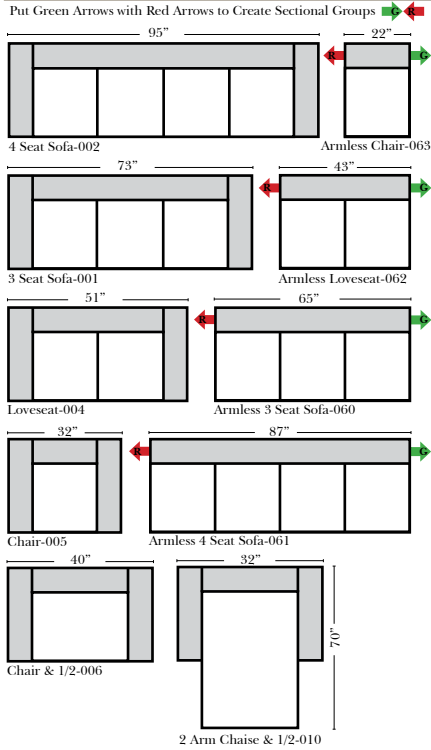 Put Green Arrows with Red Arrows to Create Sectional Groups G R
95” 22”
R G
4 Seat Sofa-002 Armless Chair-063
73” 43”
R G
3 Seat Sofa-001 Armless Loveseat-062
51” 65”
R G
Loveseat-004 Armless 3 Seat Sofa-060
32” 87”
R G
Chair-005 Armless 4 Seat Sofa-061
40” 32”
70”
Chair & 1/2-006
2 Arm Chaise & 1/2-010